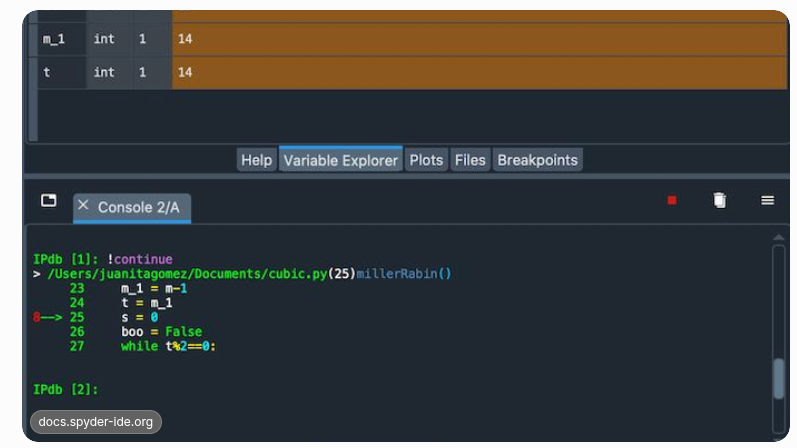 m_1 int 1 14
t int 1 14
Help Variable Explorer Plots Files Breakpoints
Console 2/A
IPdb [1]: !continue
> /Users/juanitagomez/Documents/cubic.py(25)millerRabin()
23 m_1 = m-1
24 t = m_1
8--> 25 s = 0
26 boo = False
27 while t%2==0:
IPdb [2]:
docs.spyder-ide.org